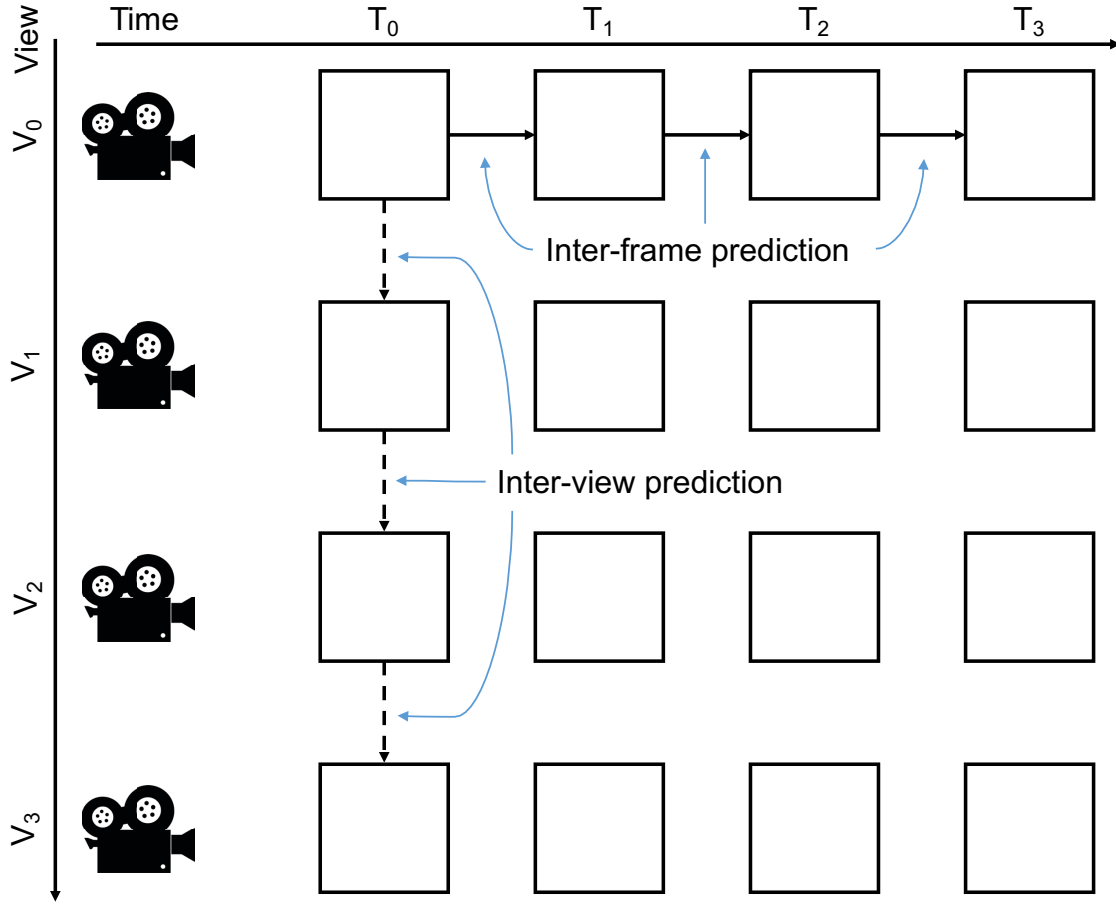 View
Time T₀ T₁ T₂ T₃
V₀
Inter-frame prediction
V₁
Inter-view prediction
V₂
V₃